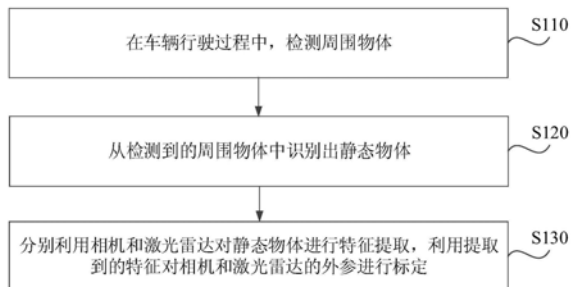 在车辆行驶过程中，检测周围物体
S110
从检测到的周围物体中识别出静态物体
S120
分别利用相机和激光雷达对静态物体进行特征提取，利用提取
到的特征对相机和激光雷达的外参进行标定
S130